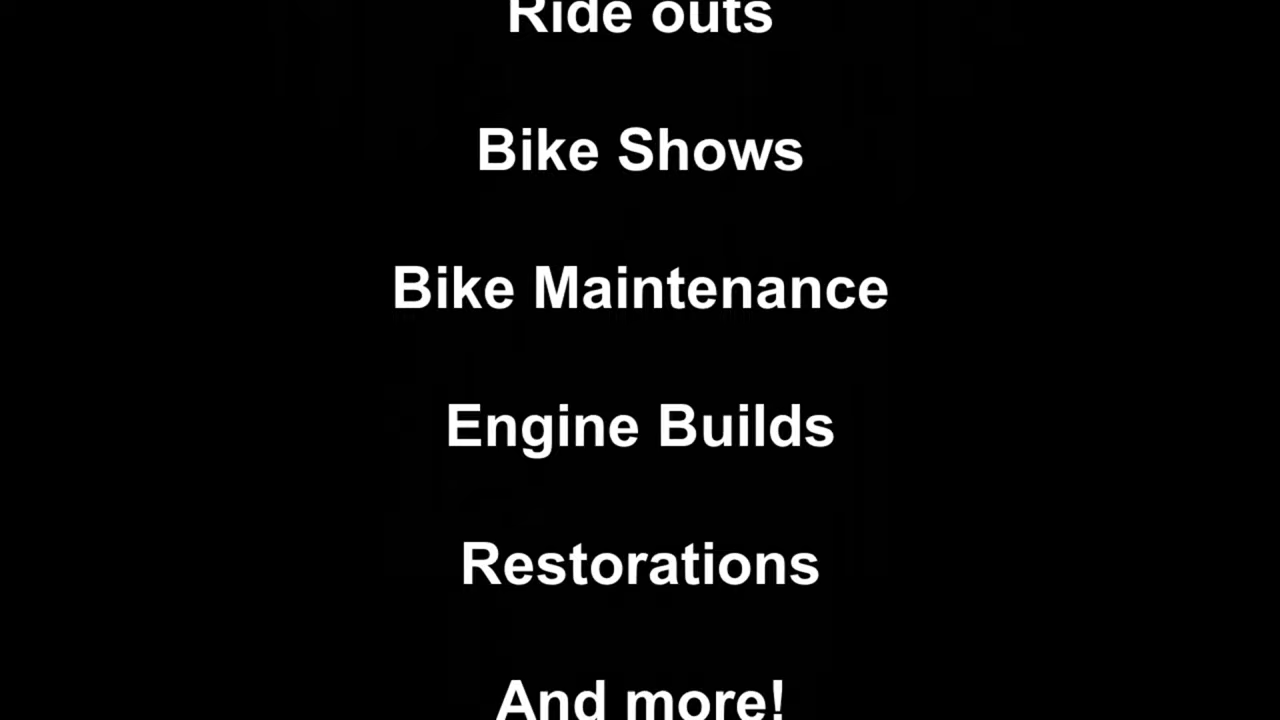 Ride outs
Bike Shows
Bike Maintenance
Engine Builds
Restorations
And more!